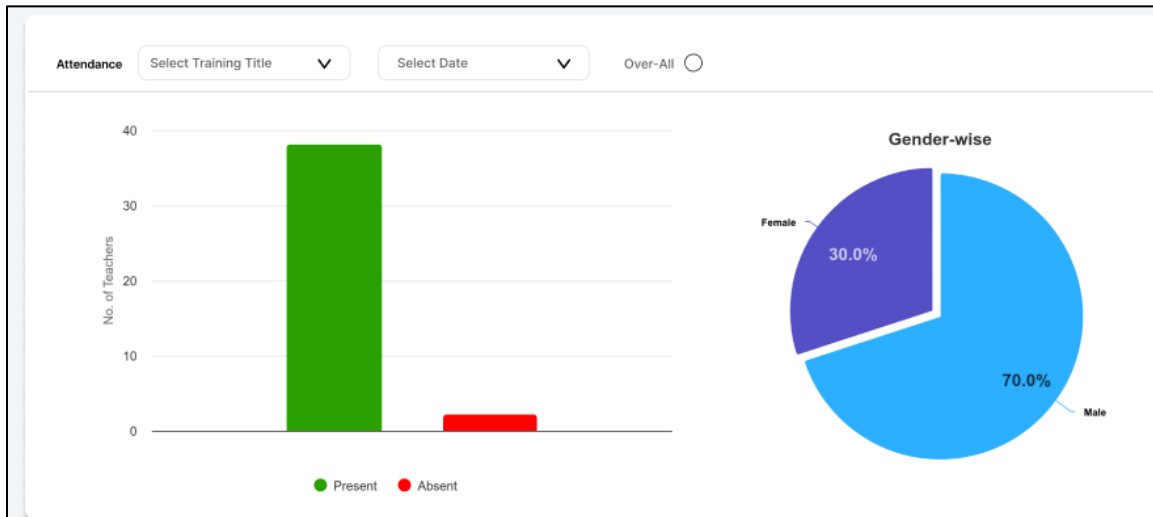 Attendance Select Training Title Select Date Over-All
40
30
20
10
0
No. of Teachers
Present Absent
Gender-wise
Female
30.0%
70.0%
Male